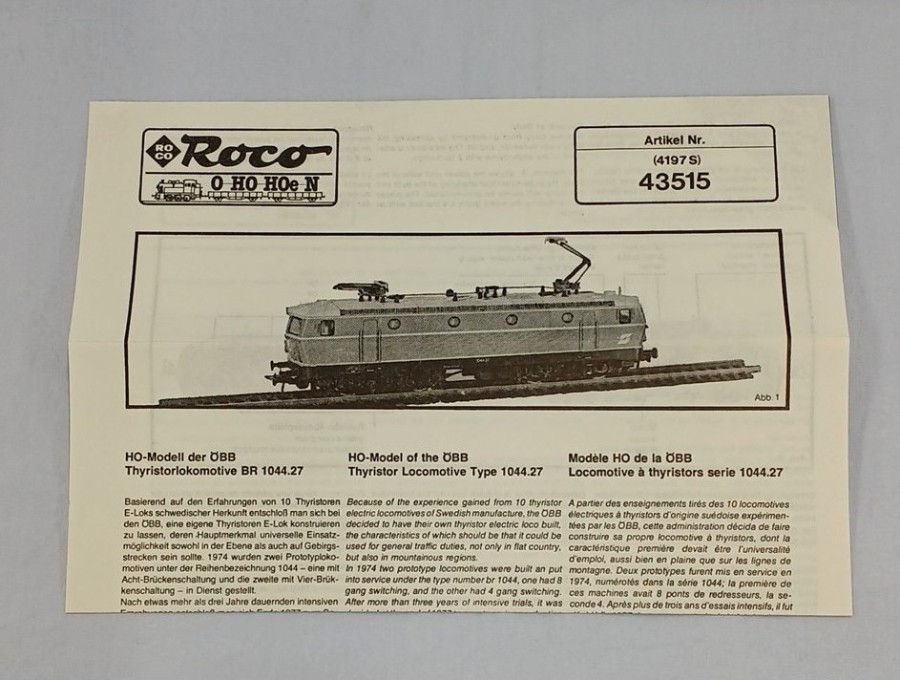 RO
CO
Roco
O HO HOe N
Artikel Nr.
(4197 S)
43515
Abb. 1
HO-Modell der ÖBB
Thyristorlokomotive BR 1044.27
Basierend auf den Erfahrungen von 10 Thyristoren
E-Loks schwedischer Herkunft entschloß man sich bei
den ÖBB, eine eigene Thyristoren E-Lok konstruieren
zu lassen, deren Hauptmerkmal universelle Einsatz-
möglichkeit sowohl in der Ebene als auch auf Gebirgs-
strecken sein sollte. 1974 wurden zwei Prototyploko-
motiven unter der Reihenbezeichnung 1044 – eine mit
Acht-Brückenschaltung und die zweite mit Vier-Brük-
kenschaltung – in Dienst gestellt.
Nach etwas mehr als drei Jahre dauernden intensiven
HO-Model of the ÖBB
Thyristor Locomotive Type 1044.27
Because of the experience gained from 10 thyristor
electric locomotives of Swedish manufacture, the ÖBB
decided to have their own thyristor electric loco built,
the characteristics of which should be that it could be
used for general traffic duties, not only in flat country,
but also in mountainous regions.
In 1974 two prototype locomotives were built an put
into service under the type number br 1044, one had 8
gang switching, and the other had 4 gang switching.
After more than three years of intensive trials, it was
Modèle HO de la ÖBB
Locomotive à thyristors serie 1044.27
A partier des enseignements tirés des 10 locomotives
électriques à thyristors d'origine suédoise expérimen-
tées par les ÖBB, cette administration décida de faire
construire sa propre locomotive à thyristors, dont la
caractéristique première devait être l'universalité
d'emploi, aussi bien en plaine que sur les lignes de
montagne. Deux prototypes furent mis en service en
1974, numérotés dans la série 1044; la première de
ces machines avait 8 ponts de redresseurs, la se-
conde 4. Après plus de trois ans d'essais intensifs, il fut